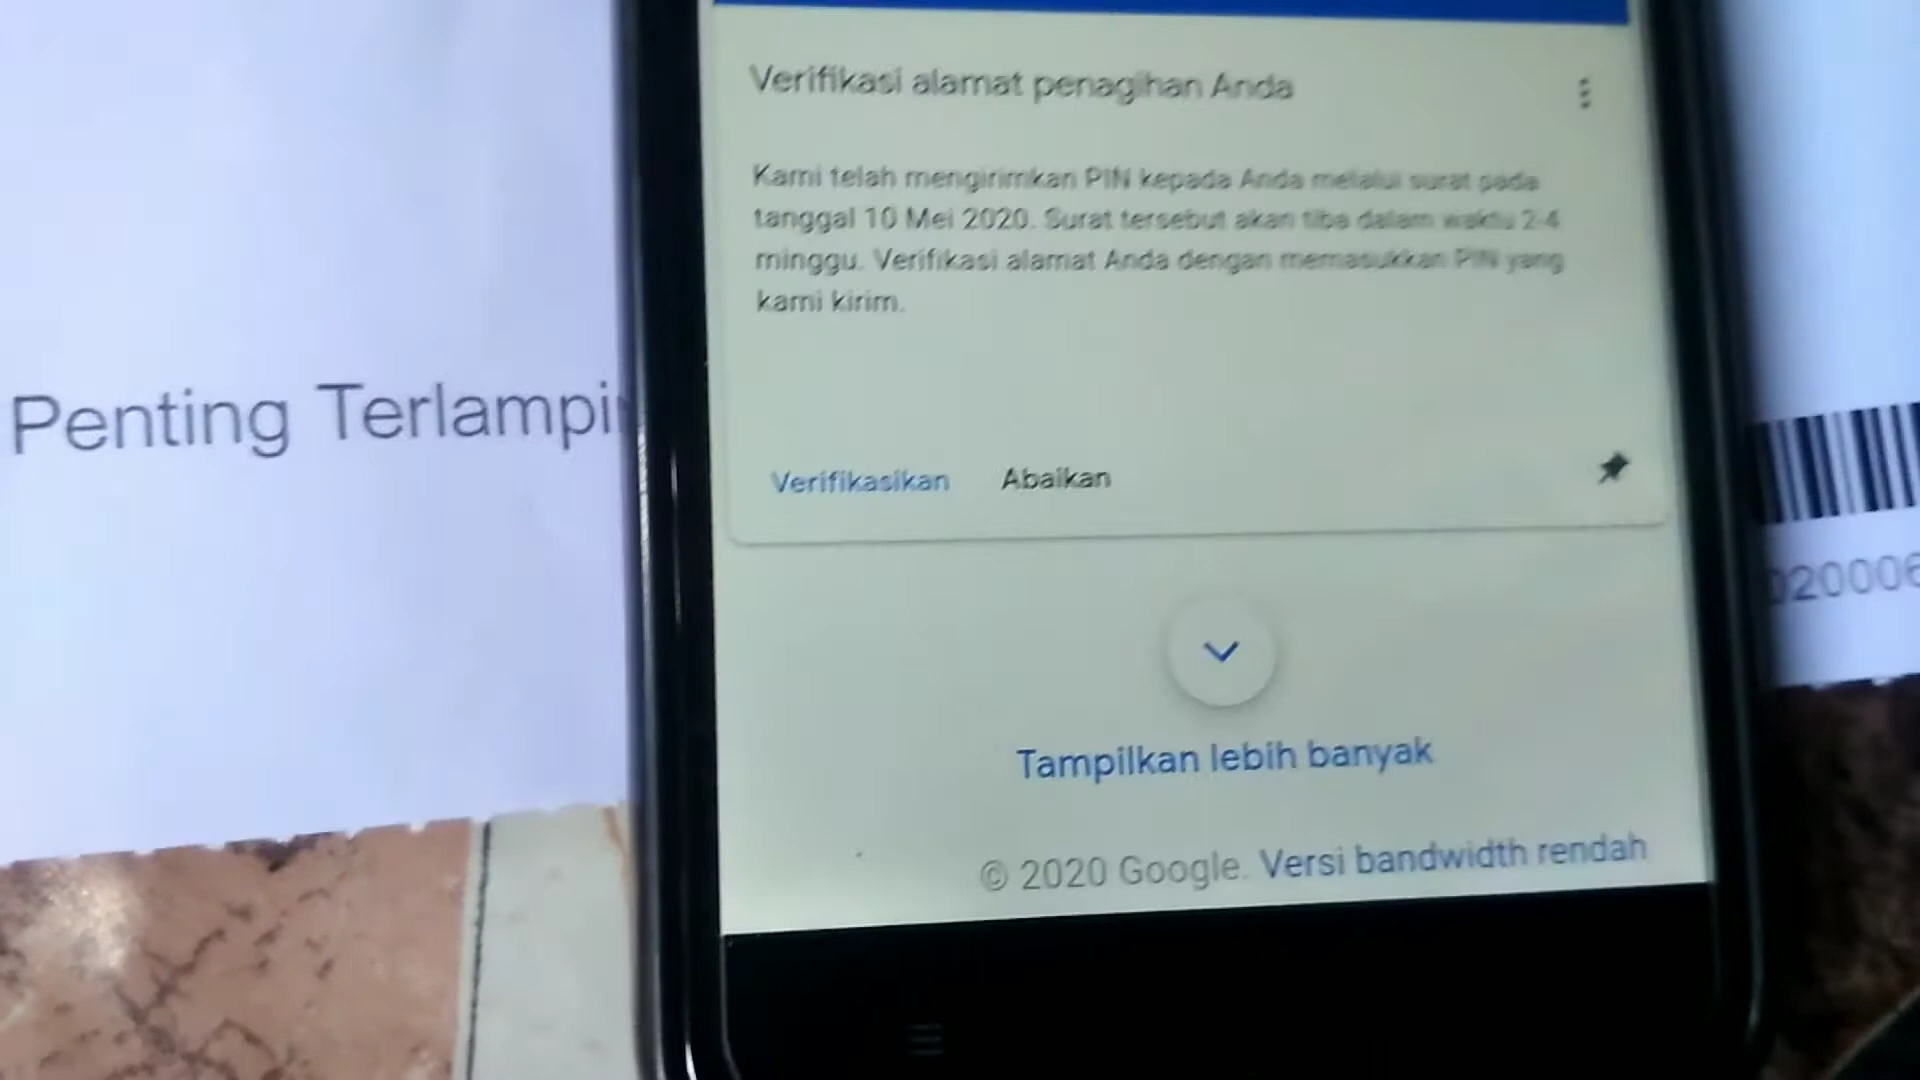 Verifikasi alamat penagihan Anda
Kami telah mengirimkan PIN kepada Anda melalui surat pada
tanggal 10 Mei 2020. Surat tersebut akan tiba dalam waktu 2-4
minggu. Verifikasi alamat Anda dengan memasukkan PIN yang
kami kirim.
Penting Terlampir
Verifikasikan Abaikan
020006
Tampilkan lebih banyak
© 2020 Google. Versi bandwidth rendah